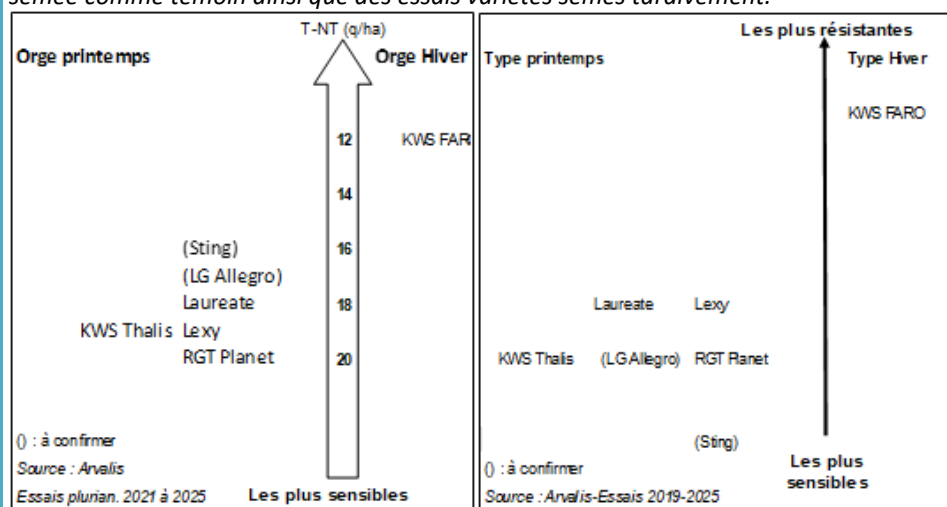 semée comme témoin ainsi que des essais variétés semés tardivement.
T-NT (q/ha)
Orge printemps
Orge Hiver
12
KWS FAR
14
(Sting)
16
(LG Allegro)
Laureate
18
KWS Thalis Lexy
RGT Planet
20
() : à confirmer
Source : Arvalis
Essais plurian. 2021 à 2025
Les plus sensibles
Les plus résistantes
Type printemps
Type Hiver
KWS FARO
Laureate
Lexy
KWS Thalis
(LG Allegro)
RGT Planet
(Sting)
Les plus
sensibles
() : à confirmer
Source : Arvalis-Essais 2019-2025